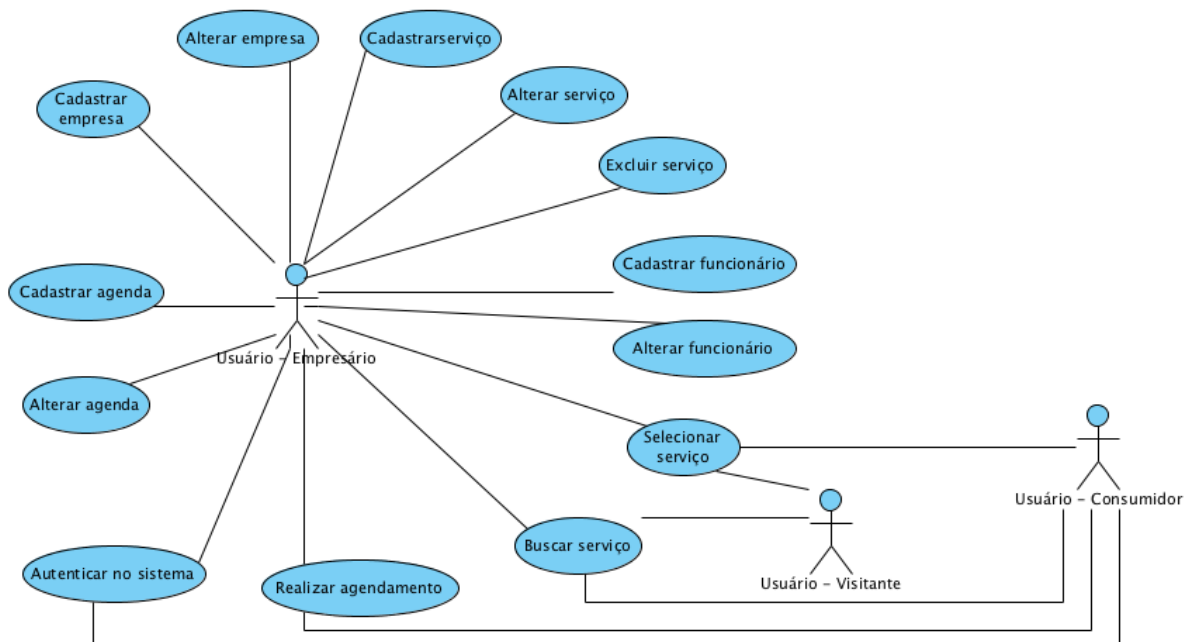 Alterar empresa
Cadastrarserviço
Cadastrar
empresa
Alterar serviço
Excluir serviço
Cadastrar agenda
Cadastrar funcionário
Usuário - Empresário
Alterar funcionário
Alterar agenda
Selecionar
serviço
Usuário - Consumidor
Buscar serviço
Usuário - Visitante
Autenticar no sistema
Realizar agendamento